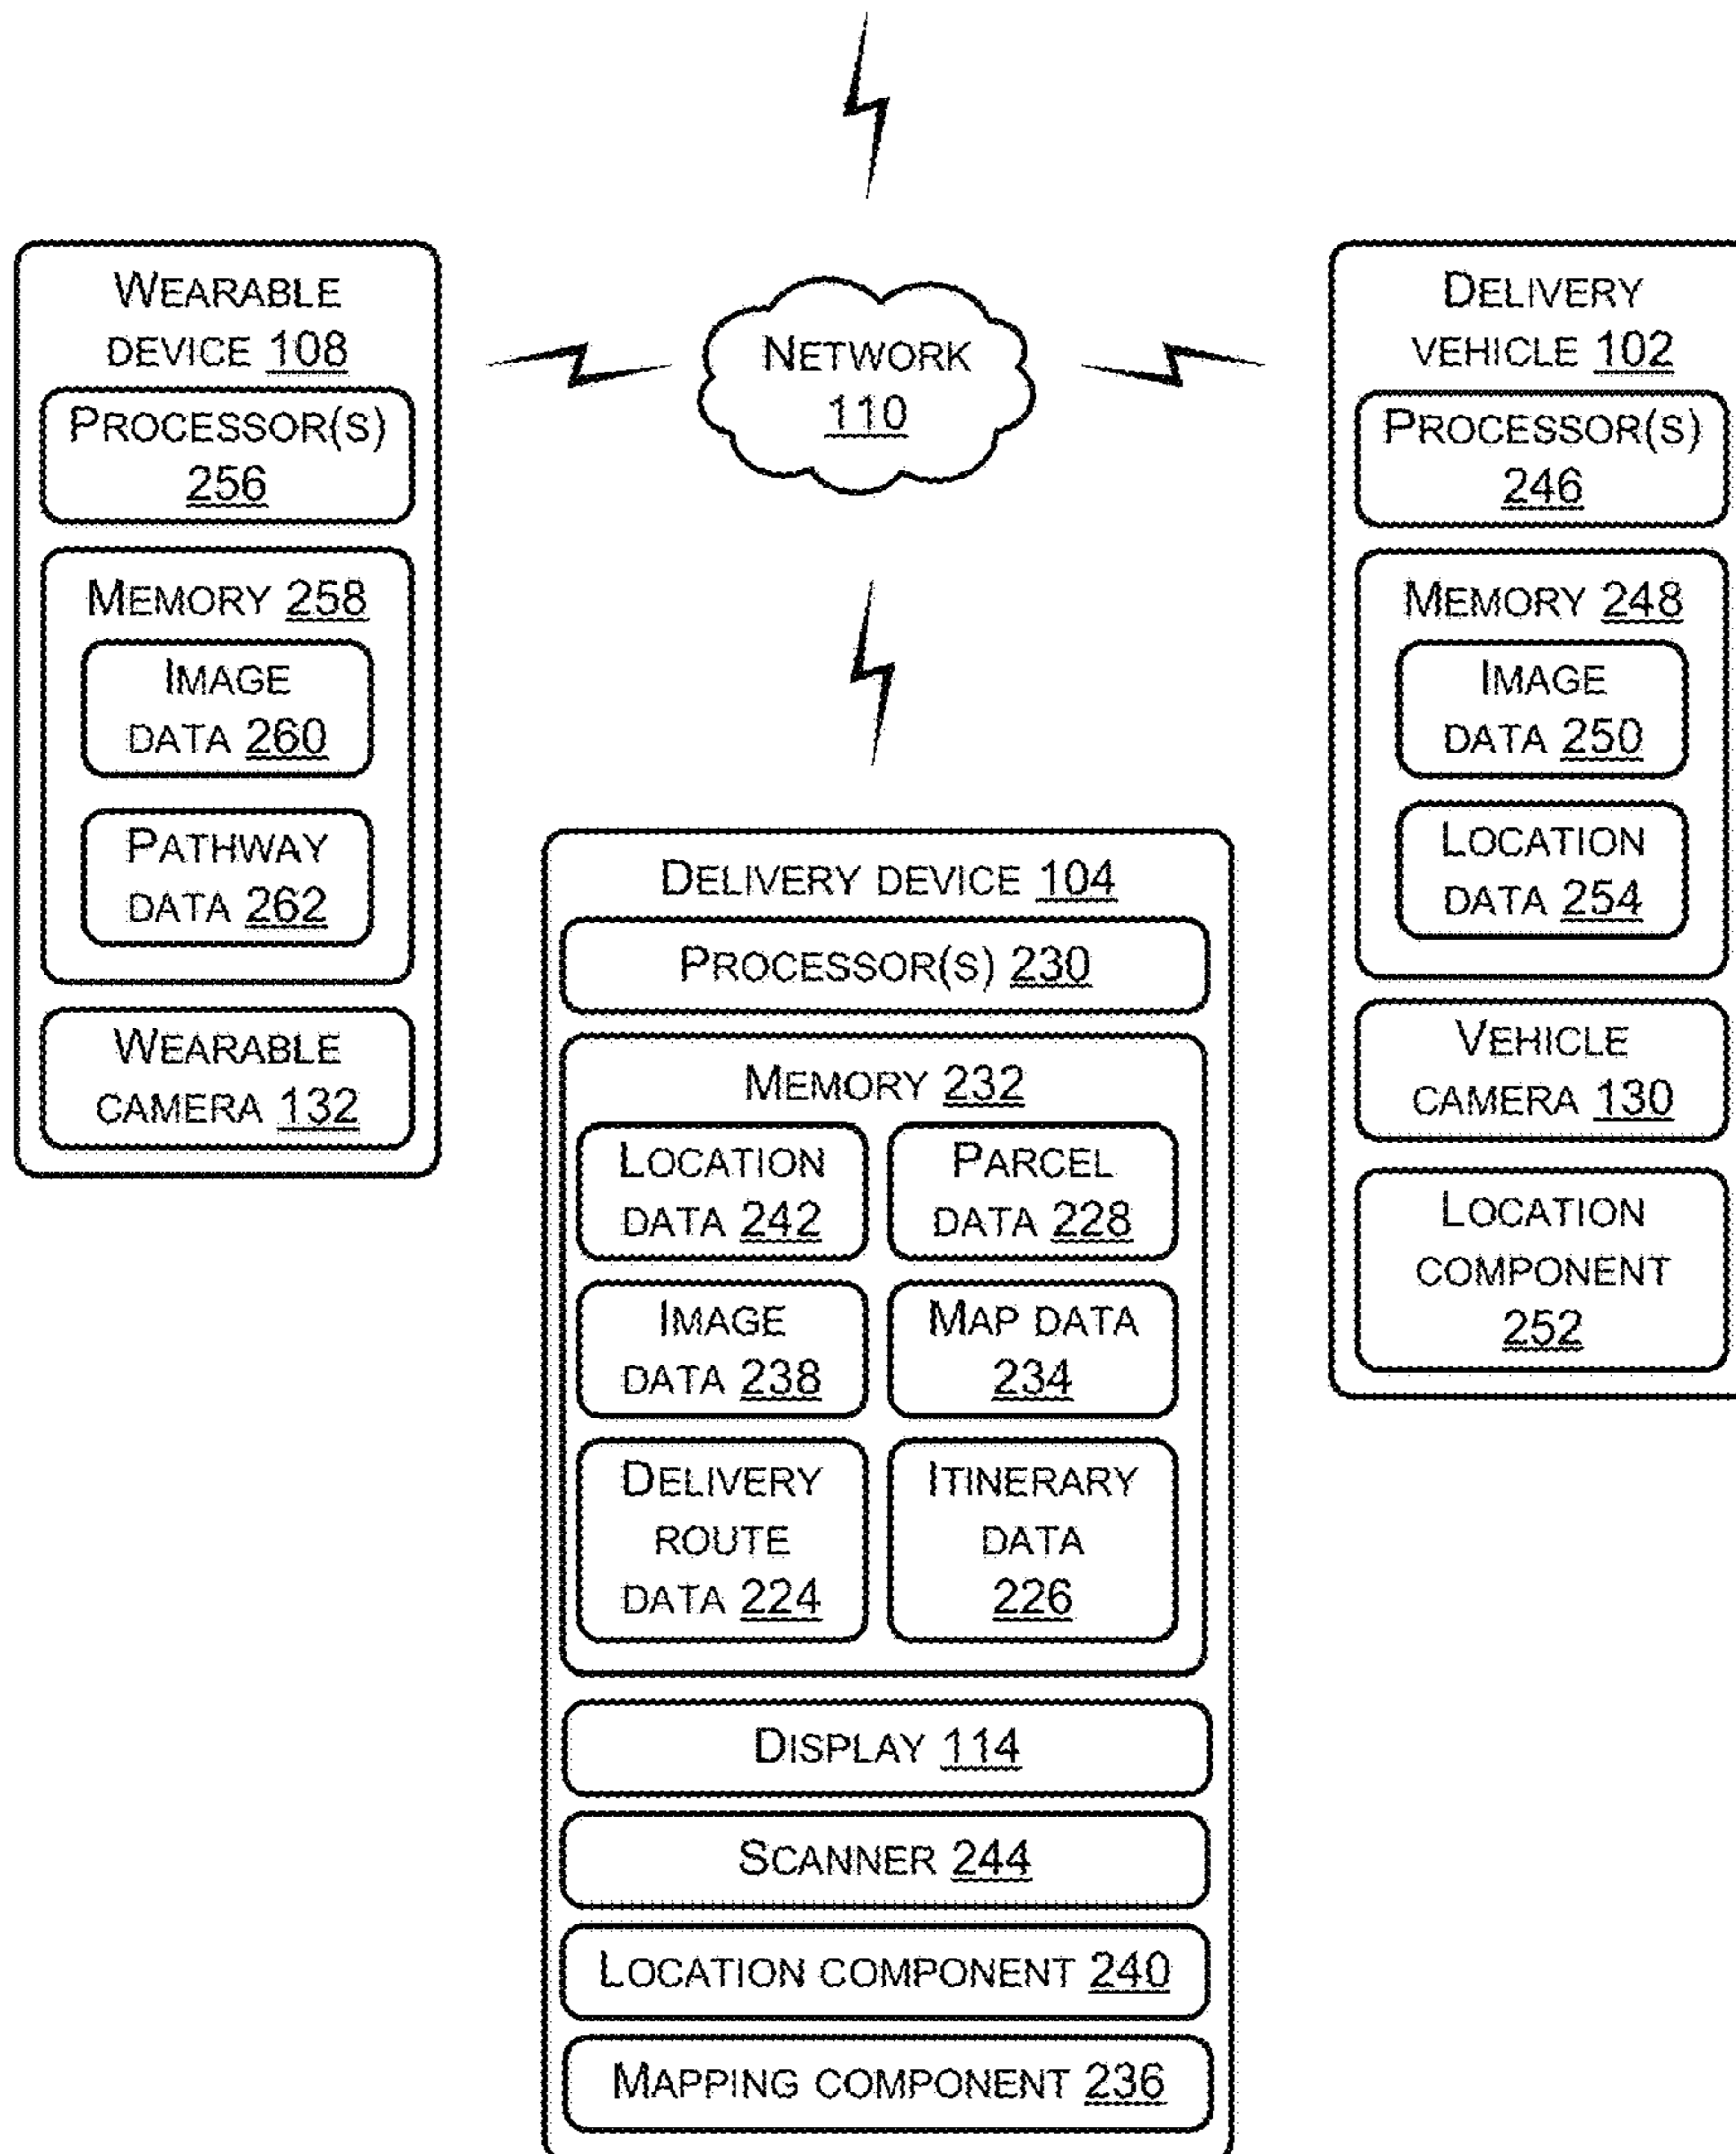 WEARABLE
DEVICE 108
PROCESSOR(S)
256
MEMORY 258
IMAGE
DATA 260
PATHWAY
DATA 262
WEARABLE
CAMERA 132
NETWORK
110
DELIVERY
VEHICLE 102
PROCESSOR(S)
246
MEMORY 248
IMAGE
DATA 250
LOCATION
DATA 254
VEHICLE
CAMERA 130
LOCATION
COMPONENT
252
DELIVERY DEVICE 104
PROCESSOR(S) 230
MEMORY 232
LOCATION
DATA 242
PARCEL
DATA 228
IMAGE
DATA 238
MAP DATA
234
DELIVERY
ROUTE
DATA 224
ITINERARY
DATA
226
DISPLAY 114
SCANNER 244
LOCATION COMPONENT 240
MAPPING COMPONENT 236